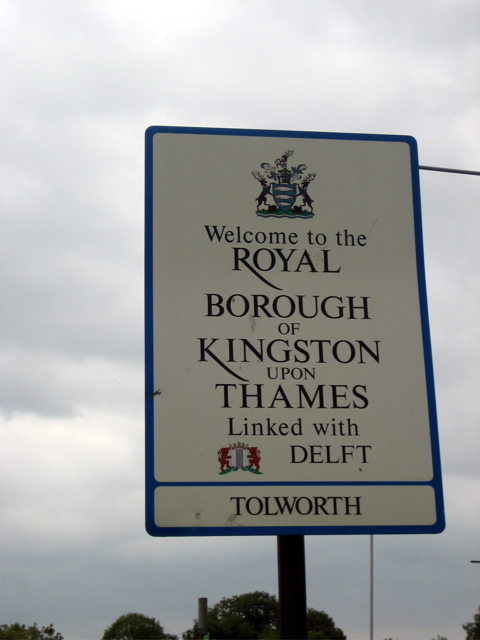 Welcome to the
ROYAL
BOROUGH
OF
KINGSTON
UPON
THAMES
Linked with
DELFT
TOLWORTH